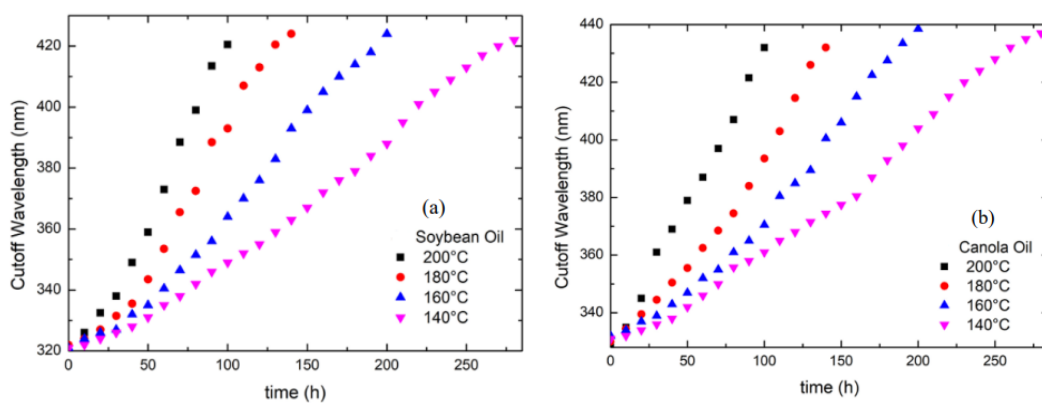 420
400
380
360
340
320
0
50
100
150
200
250
Cutoff Wavelength (nm)
time (h)
(a)
Soybean Oil
200°C
180°C
160°C
140°C
440
420
400
380
360
340
0
50
100
150
200
250
Cutoff Wavelength (nm)
time (h)
(b)
Canola Oil
200°C
180°C
160°C
140°C